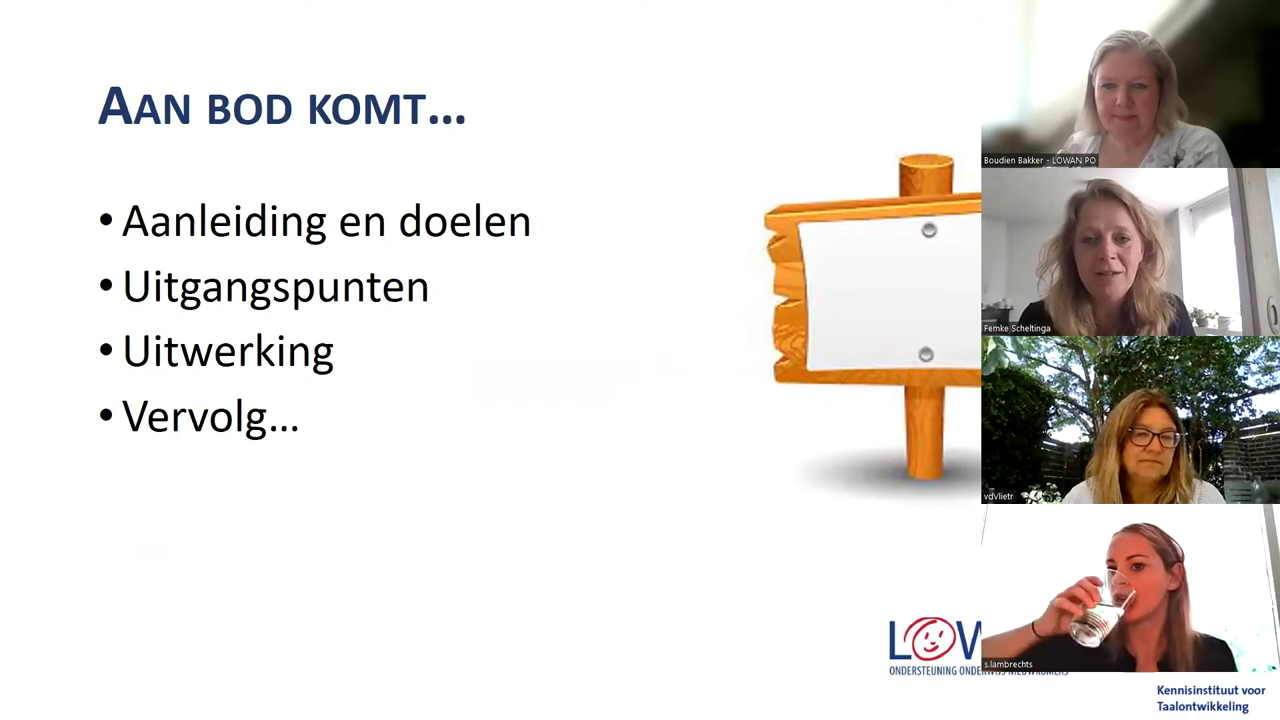 AAN BOD KOMT…
• Aanleiding en doelen
• Uitgangspunten
• Uitwerking
• Vervolg…
Boudien Bakker - LOWAN PO
Femke Scheltinga
vdVlietr
s.lambrechts
ONDERSTEUNING ONDERWIJS NIEUWKOMERS
Kennisinstituut voor
Taalontwikkeling